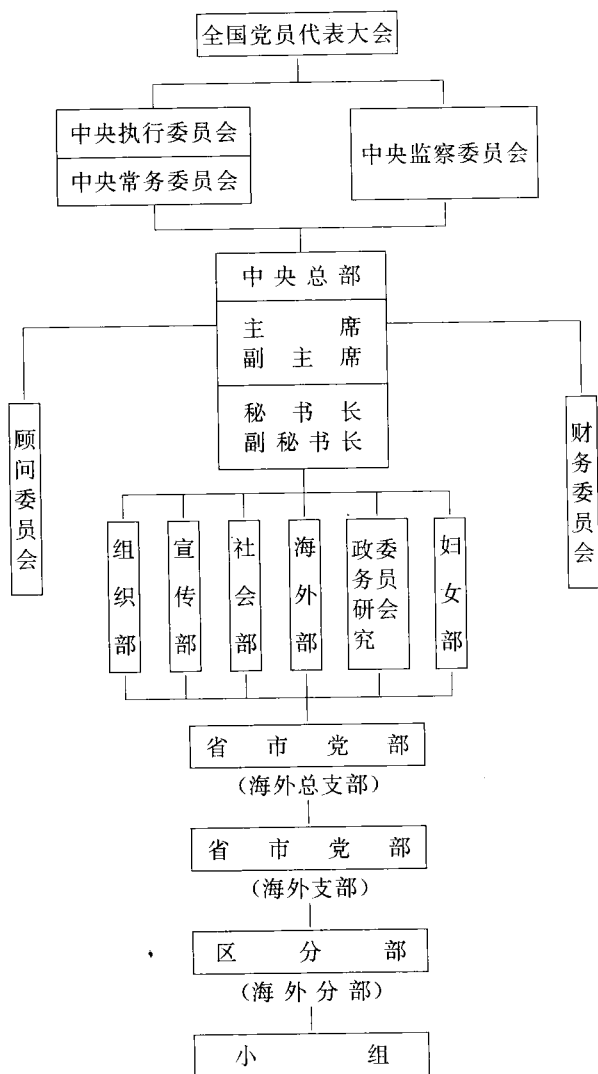 全国党员代表大会
中央执行委员会
中央常务委员会
中央监察委员会
中央总部
主席
副主席
秘书长
副秘书长
顾问委员会
财务委员会
组织部
宣传部
社会部
海外部
政务研究
委员会
妇女部
省市党部
(海外总支部)
省市党部
(海外支部)
区分部
(海外分部)
小组